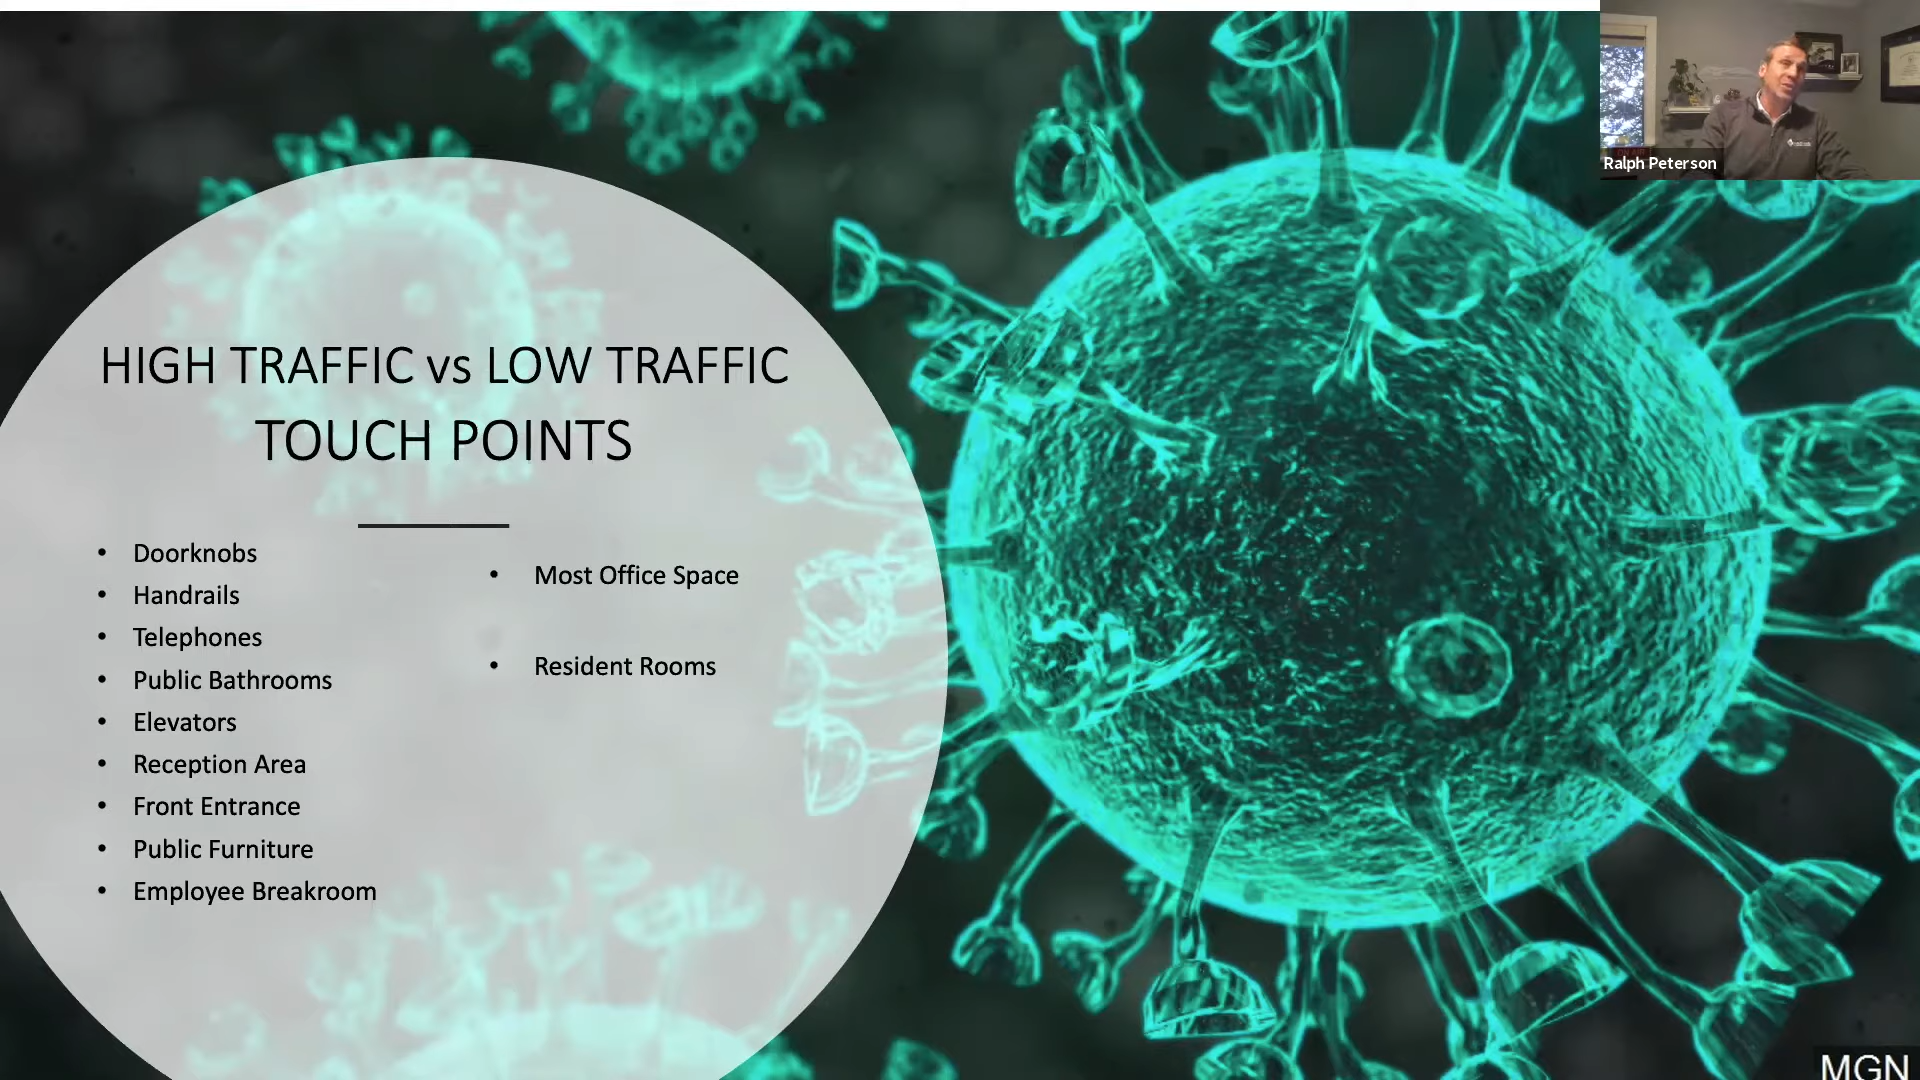 Ralph Peterson
HIGH TRAFFIC vs LOW TRAFFIC
TOUCH POINTS
• Doorknobs
• Handrails
• Telephones
• Public Bathrooms
• Elevators
• Reception Area
• Front Entrance
• Public Furniture
• Employee Breakroom
• Most Office Space
• Resident Rooms
MGN